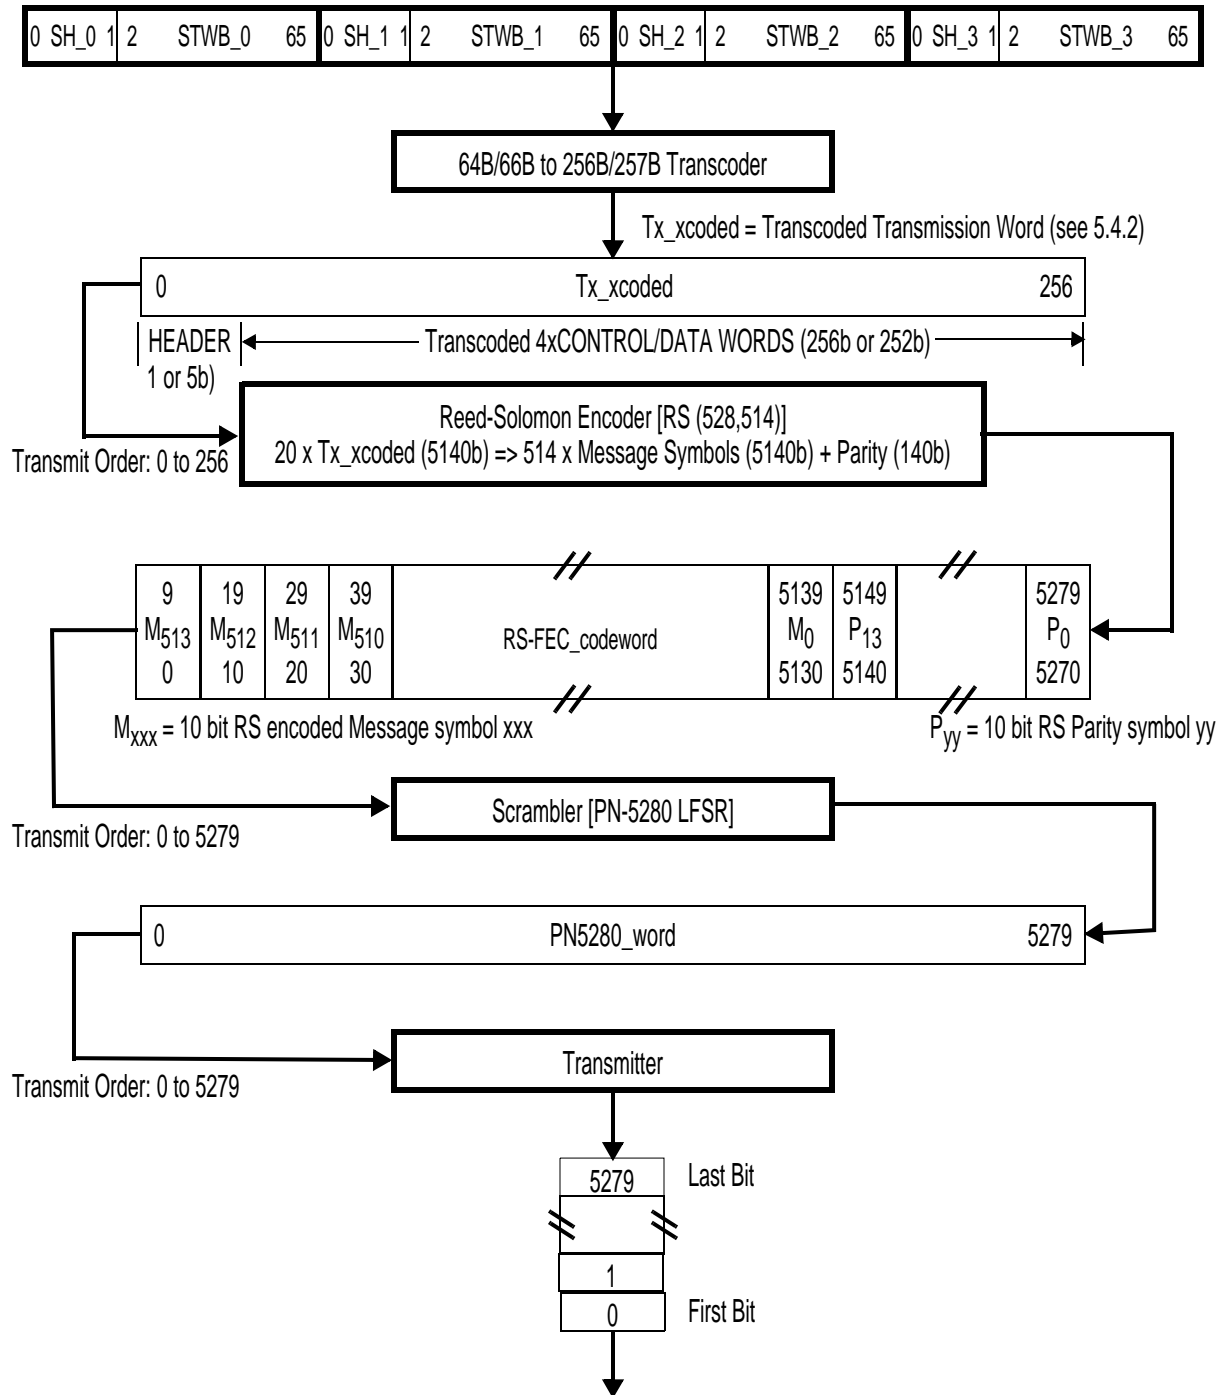 0 SH_0 1 2 STWB_0 65 0 SH_1 1 2 STWB_1 65 0 SH_2 1 2 STWB_2 65 0 SH_3 1 2 STWB_3 65
64B/66B to 256B/257B Transcoder
Tx_xcoded = Transcoded Transmission Word (see 5.4.2)
0 Tx_xcoded 256
HEADER Transcoded 4xCONTROL/DATA WORDS (256b or 252b)
1 or 5b)
Reed-Solomon Encoder [RS (528,514)]
20 x Tx_xcoded (5140b) => 514 x Message Symbols (5140b) + Parity (140b)
Transmit Order: 0 to 256
9 19 29 39 5139 5149 5279
M513 M512 M511 M510 RS-FEC_codeword M0 P13 P0
0 10 20 30 5130 5140 5270
Mxxx = 10 bit RS encoded Message symbol xxx Pyy = 10 bit RS Parity symbol yy
Scrambler [PN-5280 LFSR]
Transmit Order: 0 to 5279
0 PN5280_word 5279
Transmitter
Transmit Order: 0 to 5279
5279 Last Bit
1
0 First Bit